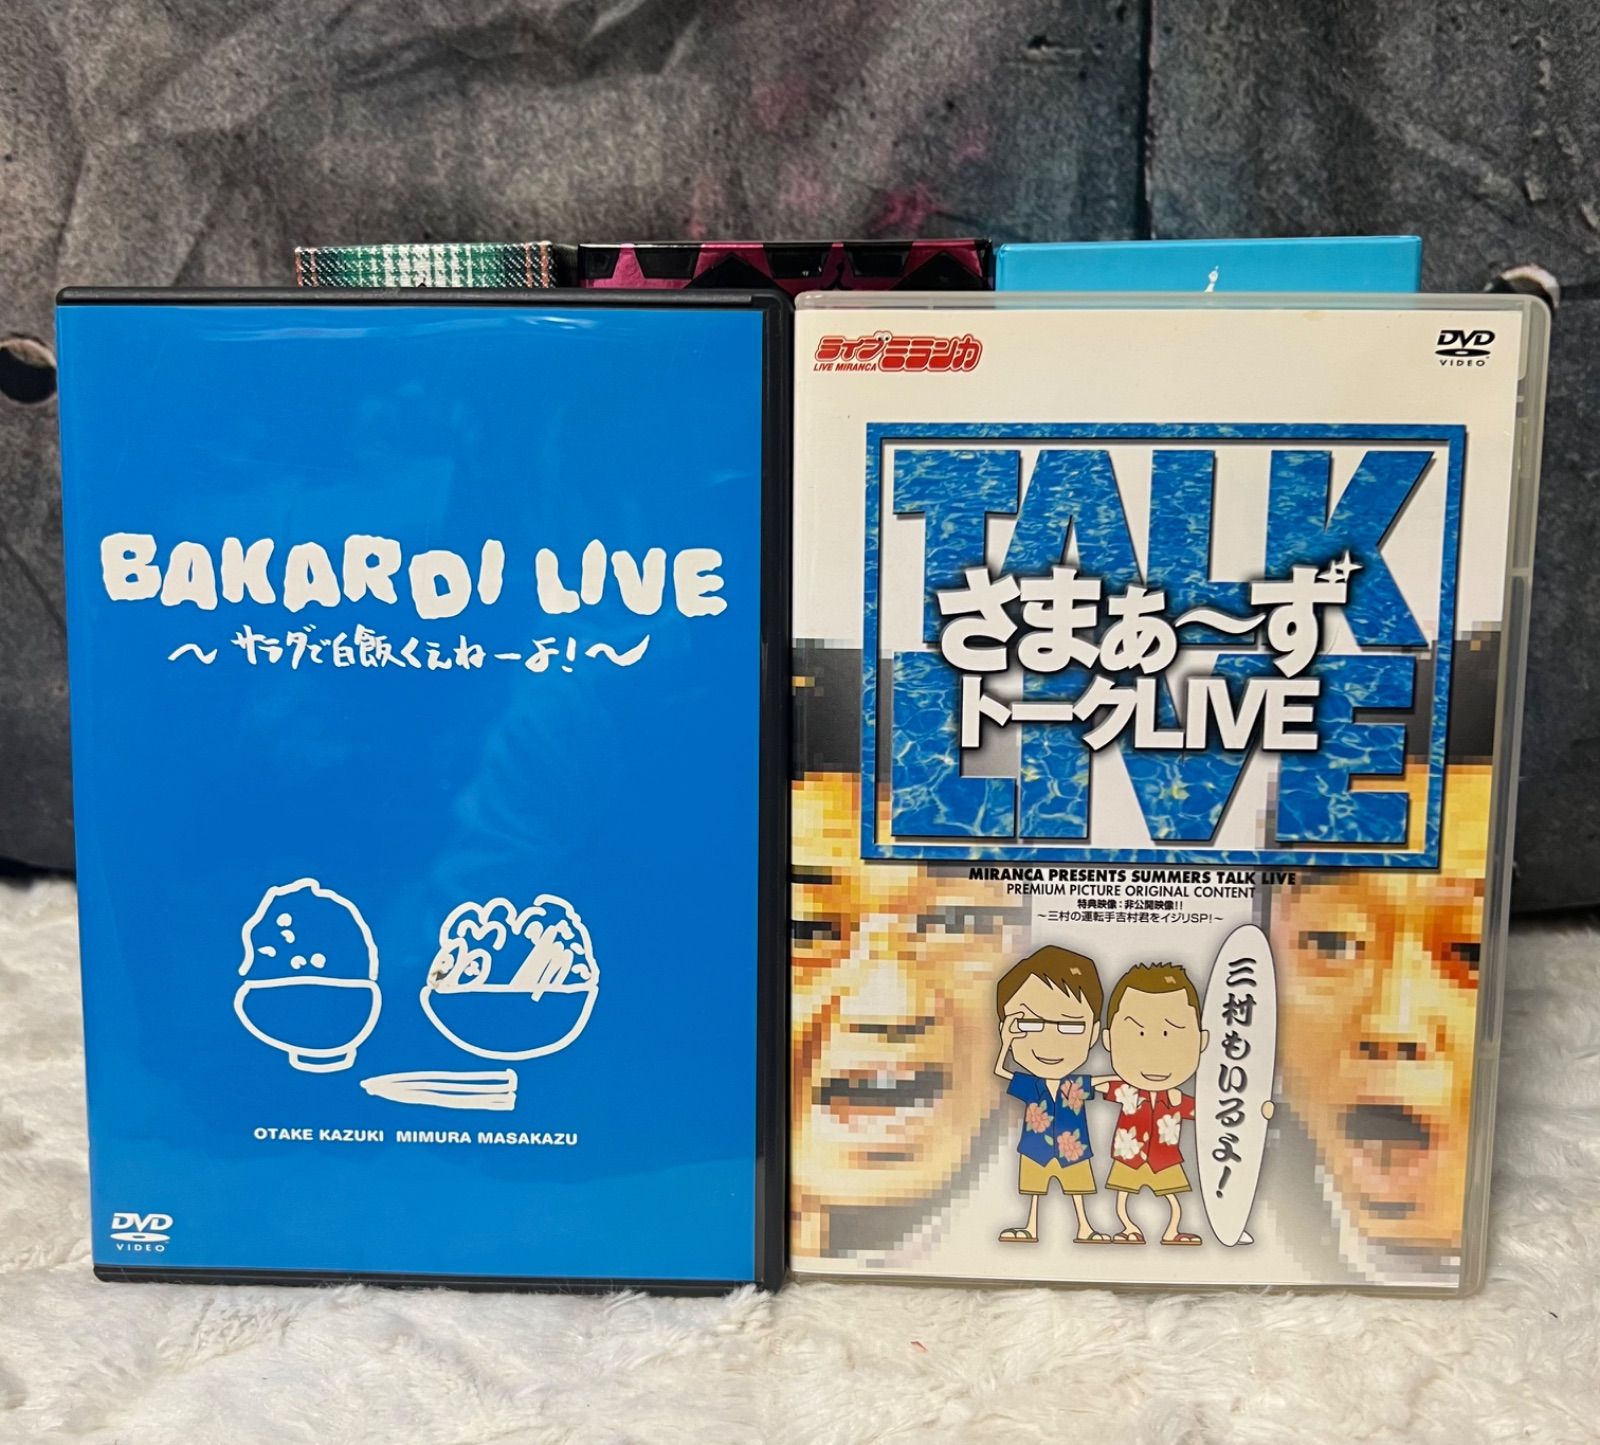 BAKARDI LIVE
～サラダで白飯くえねーよ!～
OTAKE KAZUKI MIMURA MASAKAZU
DVD
VIDEO
ライブミランカ
LIVE MIRANCA
DVD
VIDEO
TALK
LIVE
さまぁ～ず
トークLIVE
MIRANCA PRESENTS SUMMERS TALK LIVE
PREMIUM PICTURE ORIGINAL CONTENT
特典映像:非公開映像!!
～三村の運転手吉村君をイジリSP!～
三村もいるよ!